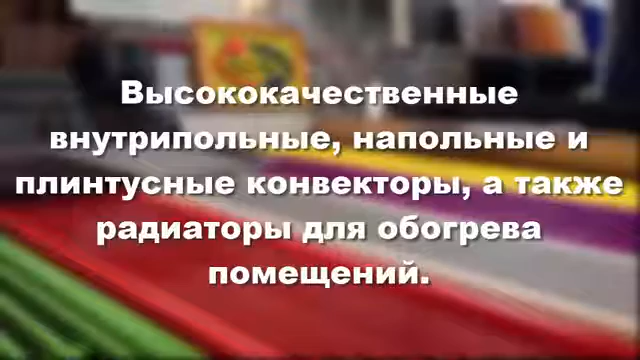 Высококачественные
внутрипольные, напольные и
плинтусные конвекторы, а также
радиаторы для обогрева
помещений.